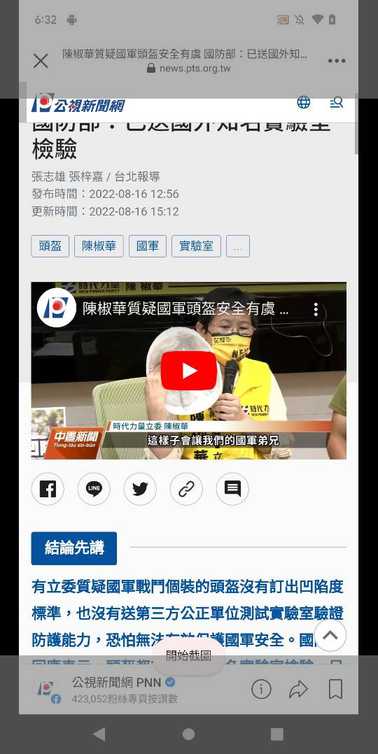 6:32
陳椒華質疑國軍頭盔安全有虞 國防部：已送國外知...
news.pts.org.tw
公視新聞網
國防部：已送國外知名實驗室
檢驗
張志雄 張梓嘉 / 台北報導
發布時間：2022-08-16 12:56
更新時間：2022-08-16 15:12
頭盔 陳椒華 國軍 實驗室 ...
陳椒華質疑國軍頭盔安全有虞 ...
時代力量立委 陳椒華
中晝新聞
這樣子會讓我們的國軍弟兄
結論先講
有立委質疑國軍戰鬥個裝的頭盔沒有訂出凹陷度
標準，也沒有送第三方公正單位測試實驗室驗證
防護能力，恐怕無法有效保護國軍安全。國
開始截圖
公視新聞網 PNN
423,052粉絲專頁按讚數